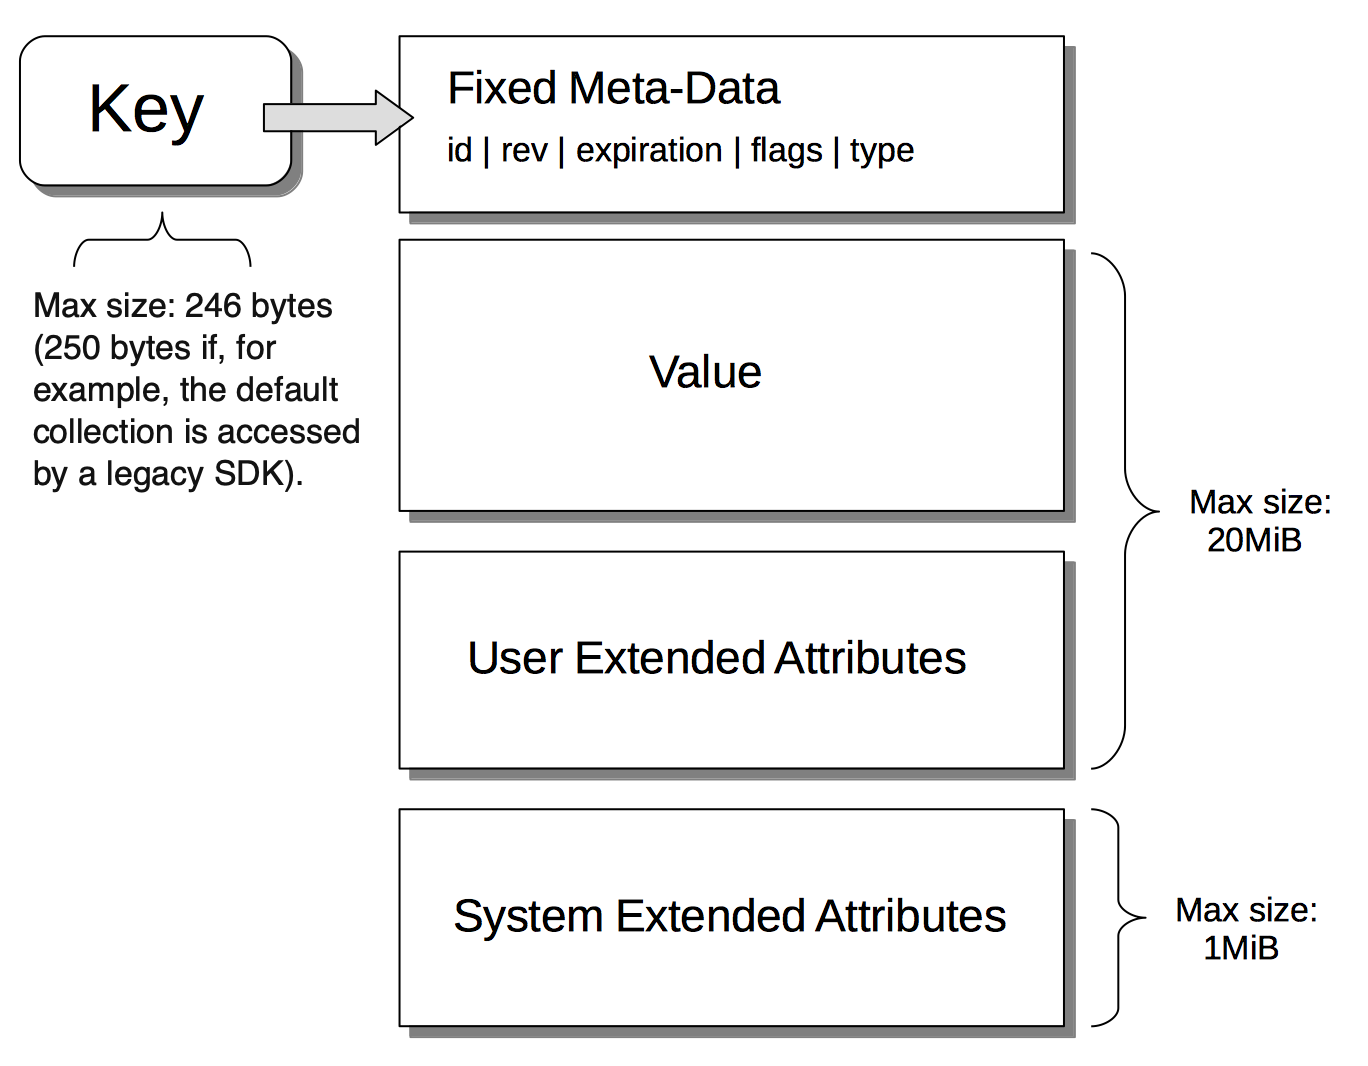 Key
Fixed Meta-Data
id | rev | expiration | flags | type
Max size: 246 bytes
(250 bytes if, for
example, the default
collection is accessed
by a legacy SDK).
Value
Max size:
20MiB
User Extended Attributes
System Extended Attributes
Max size:
1MiB